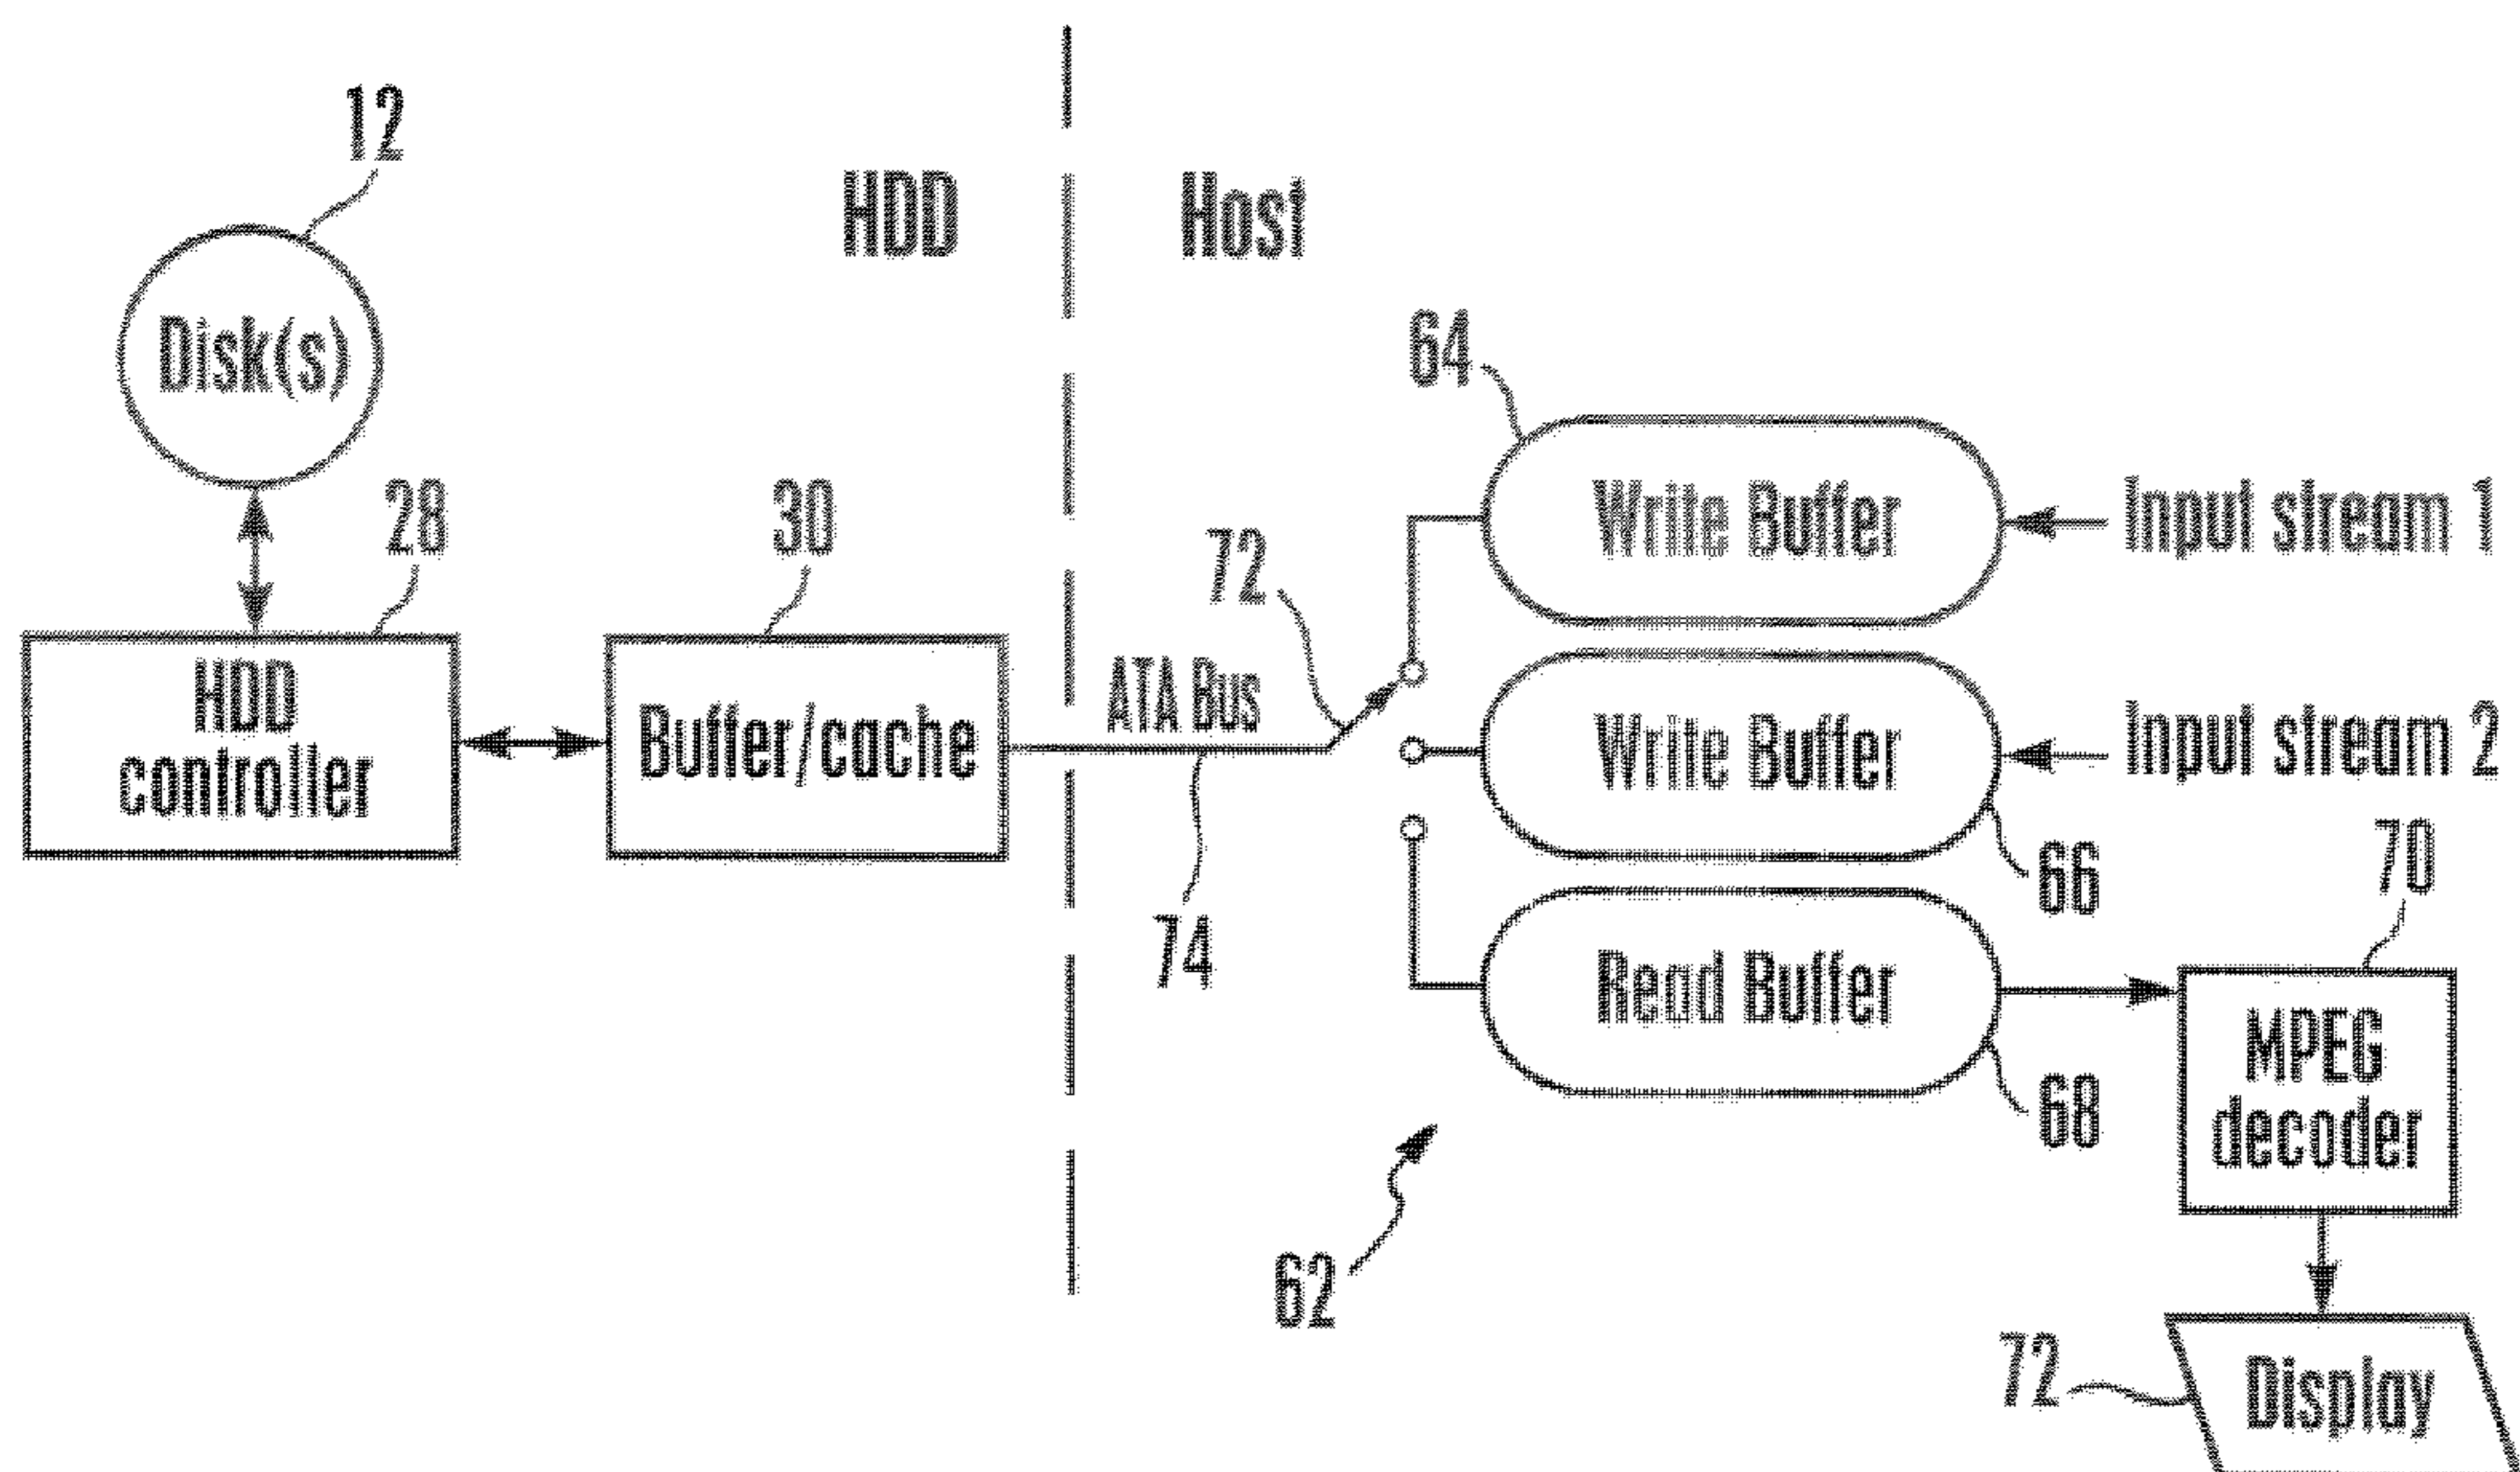 12
HDD
Host
Disk(s)
64
28
30
72
Write Buffer
Input stream 1
HDD
controller
Buffer/cache
ATA Bus
Write Buffer
Input stream 2
66
70
74
Read Buffer
68
MPEG
decoder
62
72
Display